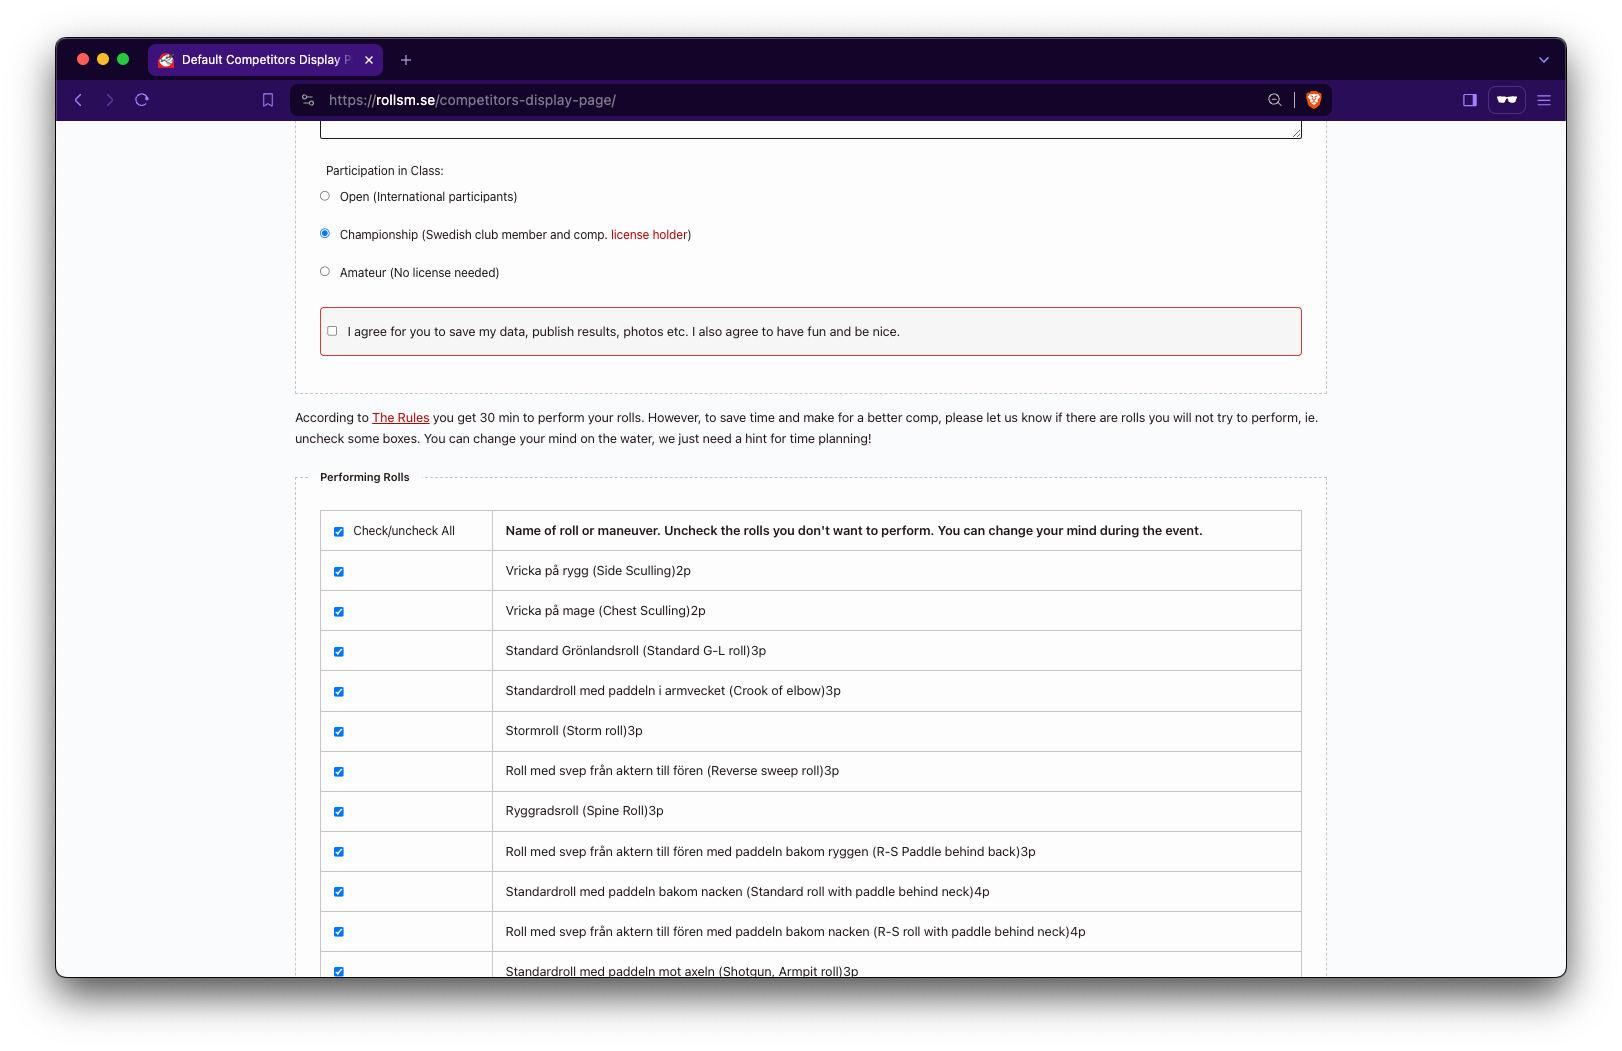 Default Competitors Display P
https://rollsm.se/competitors-display-page/
Participation in Class:
Open (International participants)
Championship (Swedish club member and comp. license holder)
Amateur (No license needed)
I agree for you to save my data, publish results, photos etc. I also agree to have fun and be nice.
According to The Rules you get 30 min to perform your rolls. However, to save time and make for a better comp, please let us know if there are rolls you will not try to perform, ie.
uncheck some boxes. You can change your mind on the water, we just need a hint for time planning!
Performing Rolls
Check/uncheck All Name of roll or maneuver. Uncheck the rolls you don't want to perform. You can change your mind during the event.
Vricka på rygg (Side Sculling)2p
Vricka på mage (Chest Sculling)2p
Standard Grönlandsroll (Standard G-L roll)3p
Standardroll med paddeln i armvecket (Crook of elbow)3p
Stormroll (Storm roll)3p
Roll med svep från aktern till fören (Reverse sweep roll)3p
Ryggradsroll (Spine Roll)3p
Roll med svep från aktern till fören med paddeln bakom ryggen (R-S Paddle behind back)3p
Standardroll med paddeln bakom nacken (Standard roll with paddle behind neck)4p
Roll med svep från aktern till fören med paddeln bakom nacken (R-S roll with paddle behind neck)4p
Standardroll med paddeln mot axeln (Shotgun, Armpit roll)3p